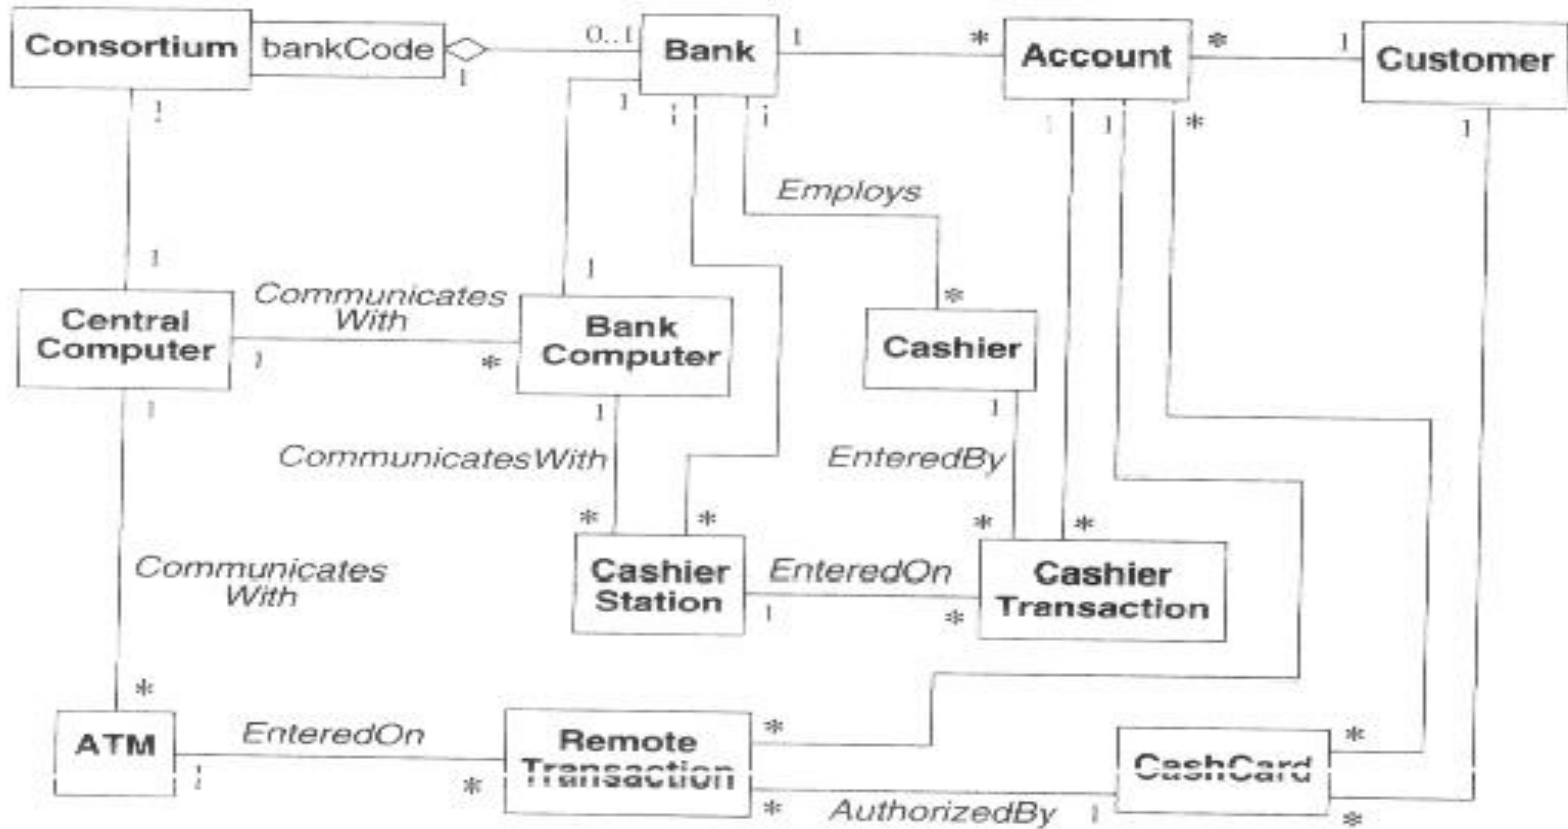 Consortium
bankCode
1
0..1
Bank
1
*
Account
*
1
Customer
1
1
1
1
1
1
*
1
Employs
1
1
*
Central
Computer
Communicates
With
1
*
Bank
Computer
Cashier
1
1
1
CommunicatesWith
EnteredBy
*
*
*
*
Communicates
With
Cashier
Station
EnteredOn
1
*
Cashier
Transaction
*
ATM
EnteredOn
1
*
Remote
Transaction
*
*
CashCard
*
*
AuthorizedBy
1